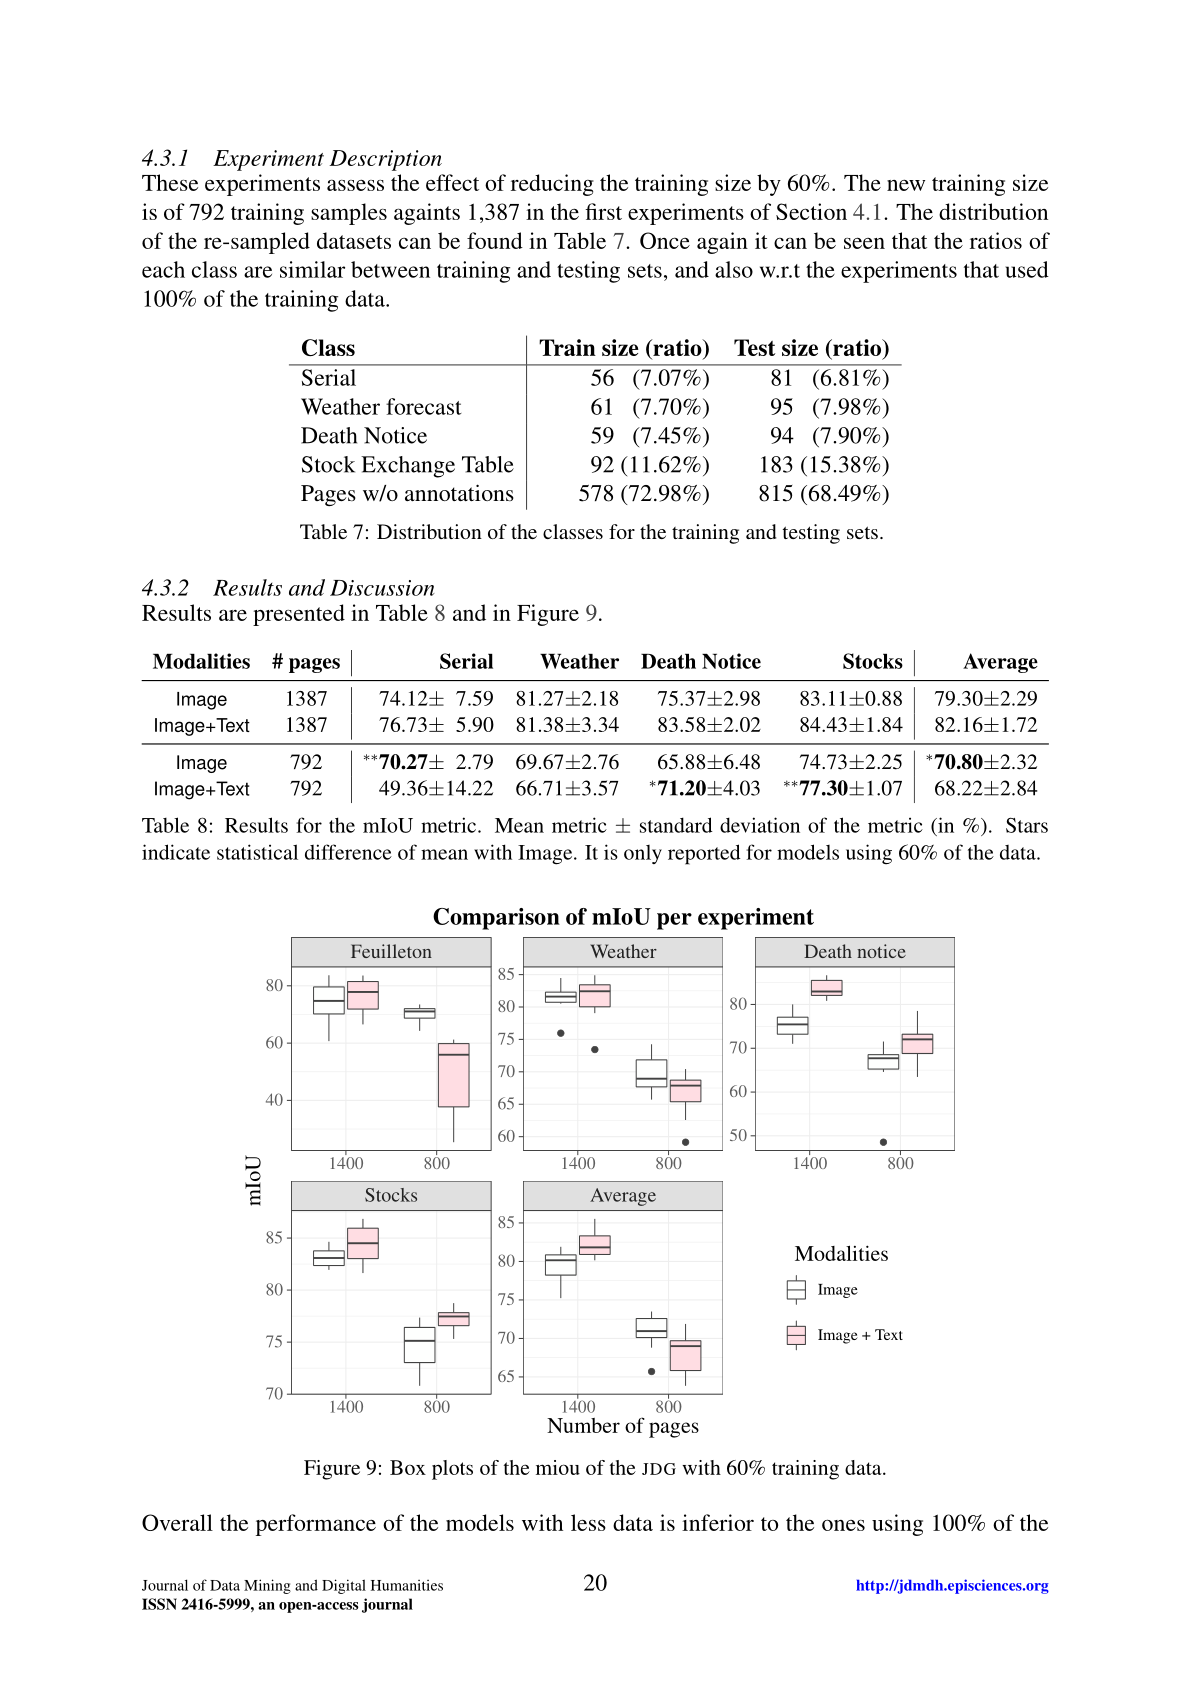 4.3.1 Experiment Description
These experiments assess the effect of reducing the training size by 60%. The new training size
is of 792 training samples againts 1,387 in the first experiments of Section 4.1. The distribution
of the re-sampled datasets can be found in Table 7. Once again it can be seen that the ratios of
each class are similar between training and testing sets, and also w.r.t the experiments that used
100% of the training data.
Class Train size (ratio) Test size (ratio)
Serial 56 (7.07%) 81 (6.81%)
Weather forecast 61 (7.70%) 95 (7.98%)
Death Notice 59 (7.45%) 94 (7.90%)
Stock Exchange Table 92 (11.62%) 183 (15.38%)
Pages w/o annotations 578 (72.98%) 815 (68.49%)
Table 7: Distribution of the classes for the training and testing sets.
4.3.2 Results and Discussion
Results are presented in Table 8 and in Figure 9.
Modalities # pages Serial Weather Death Notice Stocks Average
Image 1387 74.12± 7.59 81.27±2.18 75.37±2.98 83.11±0.88 79.30±2.29
Image+Text 1387 76.73± 5.90 81.38±3.34 83.58±2.02 84.43±1.84 82.16±1.72
Image 792 **70.27± 2.79 69.67±2.76 65.88±6.48 74.73±2.25 *70.80±2.32
Image+Text 792 49.36±14.22 66.71±3.57 *71.20±4.03 **77.30±1.07 68.22±2.84
Table 8: Results for the mIoU metric. Mean metric ± standard deviation of the metric (in %). Stars
indicate statistical difference of mean with Image. It is only reported for models using 60% of the data.
Comparison of mIoU per experiment
Feuilleton Weather Death notice
80
60
40
85
80
75
70
65
60
80
70
60
50
1400 800 1400 800 1400 800
mIoU
Stocks Average
85
80
75
70
85
80
75
70
65
1400 800 1400 800
Number of pages
Modalities
Image
Image + Text
Figure 9: Box plots of the miou of the JDG with 60% training data.
Overall the performance of the models with less data is inferior to the ones using 100% of the
Journal of Data Mining and Digital Humanities 20 http://jdmdh.episciences.org
ISSN 2416-5999, an open-access journal